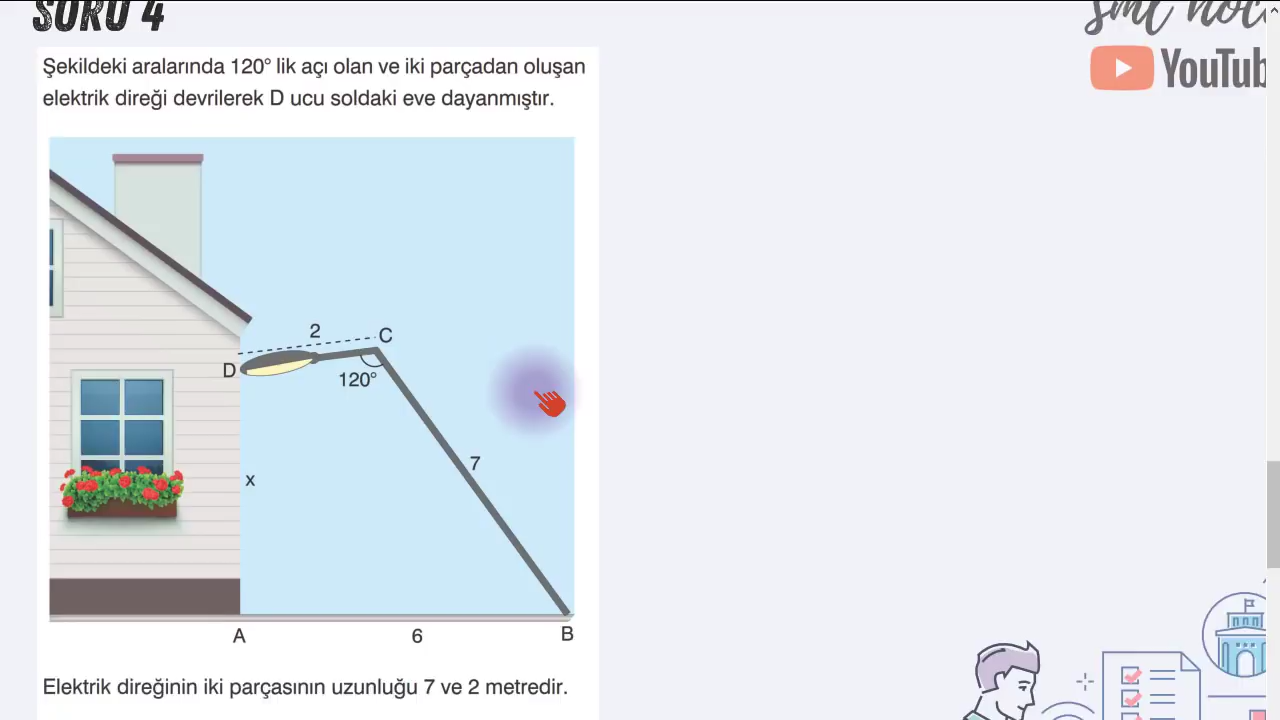 SORU 4
Şekildeki aralarında 120° lik açı olan ve iki parçadan oluşan
elektrik direği devrilerek D ucu soldaki eve dayanmıştır.
2
C
D
120°
7
x
A
6
B
Elektrik direğinin iki parçasının uzunluğu 7 ve 2 metredir.
YouTub